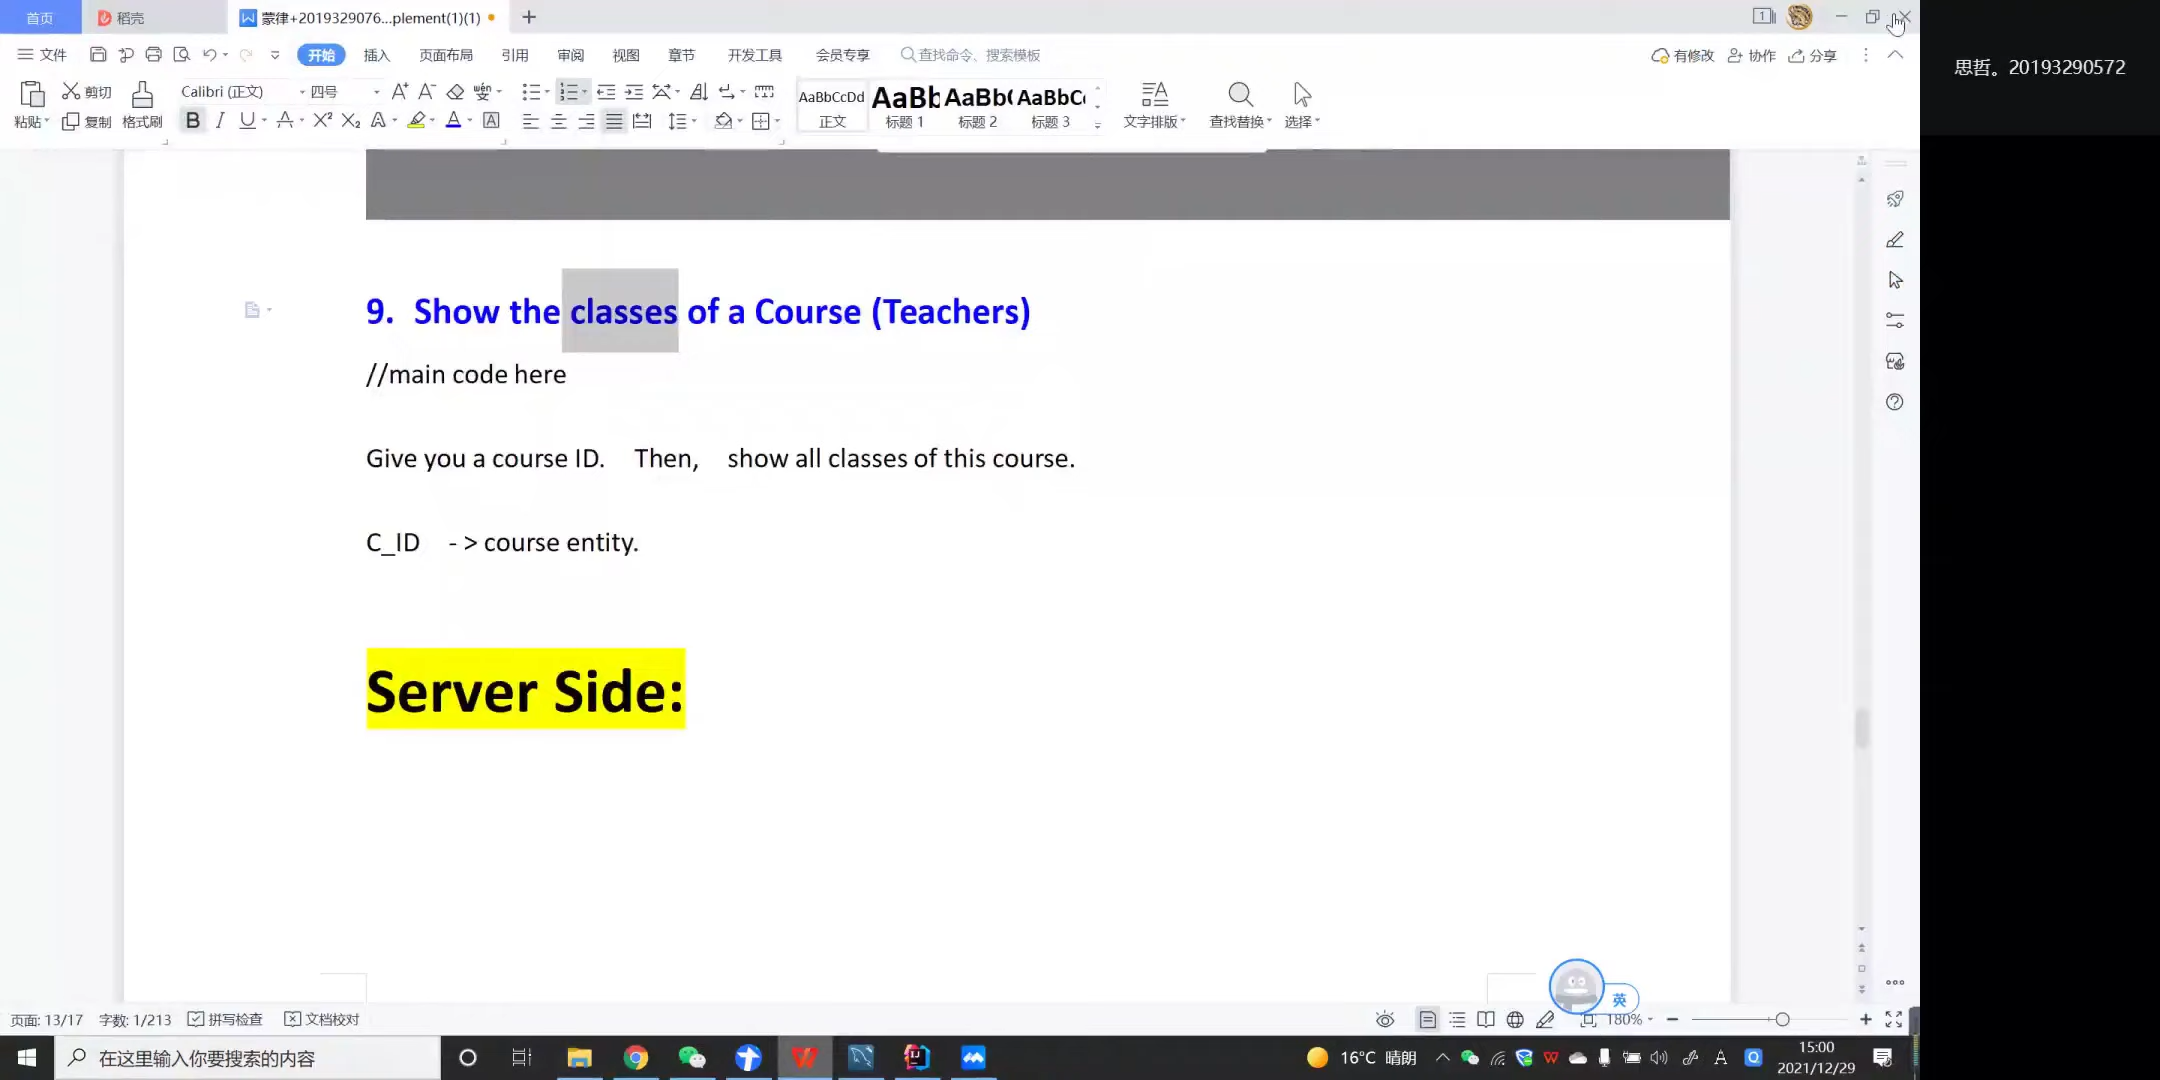 首页
稻壳
蒙律+2019329076...plement(1)(1)
思哲。20193290572
文件
开始
插入
页面布局
引用
审阅
视图
章节
开发工具
会员专享
查找命令、搜索模板
有修改
协作
分享
粘贴
剪切
复制
格式刷
Calibri (正文)
四号
AaBbCcDd
正文
AaBb
标题 1
AaBb(
标题 2
AaBbC
标题 3
文字排版
查找替换
选择
9. Show the classes of a Course (Teachers)
//main code here
Give you a course ID. Then, show all classes of this course.
C_ID - > course entity.
Server Side:
英
页面: 13/17
字数: 1/213
拼写检查
文档校对
180%
在这里输入你要搜索的内容
16°C 晴朗
15:00
2021/12/29